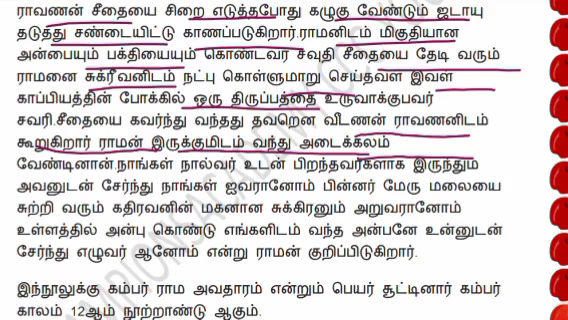 ராவணன் சீதையை சிறை எடுத்தபோது கழுகு வேண்டும் ஜடாயு
தடுத்து சண்டையிட்டு காணப்படுகிறார்.ராமனிடம் மிகுதியான
அன்பையும் பக்தியையும் கொண்டவர் சவுதி சீதையை தேடி வரும்
ராமனை சுக்ரீவனிடம் நட்பு கொள்ளுமாறு செய்தவள் இவள்
காப்பியத்தின் போக்கில் ஒரு திருப்பத்தை உருவாக்குபவர்
சவரி.சீதையை கவர்ந்து வந்தது தவறென வீடணன் ராவணனிடம்
கூறுகிறார் ராமன் இருக்குமிடம் வந்து அடைக்கலம்
வேண்டினான்.நாங்கள் நால்வர் உடன் பிறந்தவர்களாக இருந்தும்
அவனுடன் சேர்ந்து நாங்கள் ஐவரானோம் பின்னர் மேரு மலையை
சுற்றி வரும் கதிரவனின் மகனான சுக்கிரனும் அறுவரானோம்
உள்ளத்தில் அன்பு கொண்டு எங்களிடம் வந்த அன்பனே உன்னுடன்
சேர்ந்து எழுவர் ஆனோம் என்று ராமன் குறிப்பிடுகிறார்.
இந்நூலுக்கு கம்பர் ராம அவதாரம் என்றும் பெயர் சூட்டினார் கம்பர்
காலம் 12ஆம் நூற்றாண்டு ஆகும்.